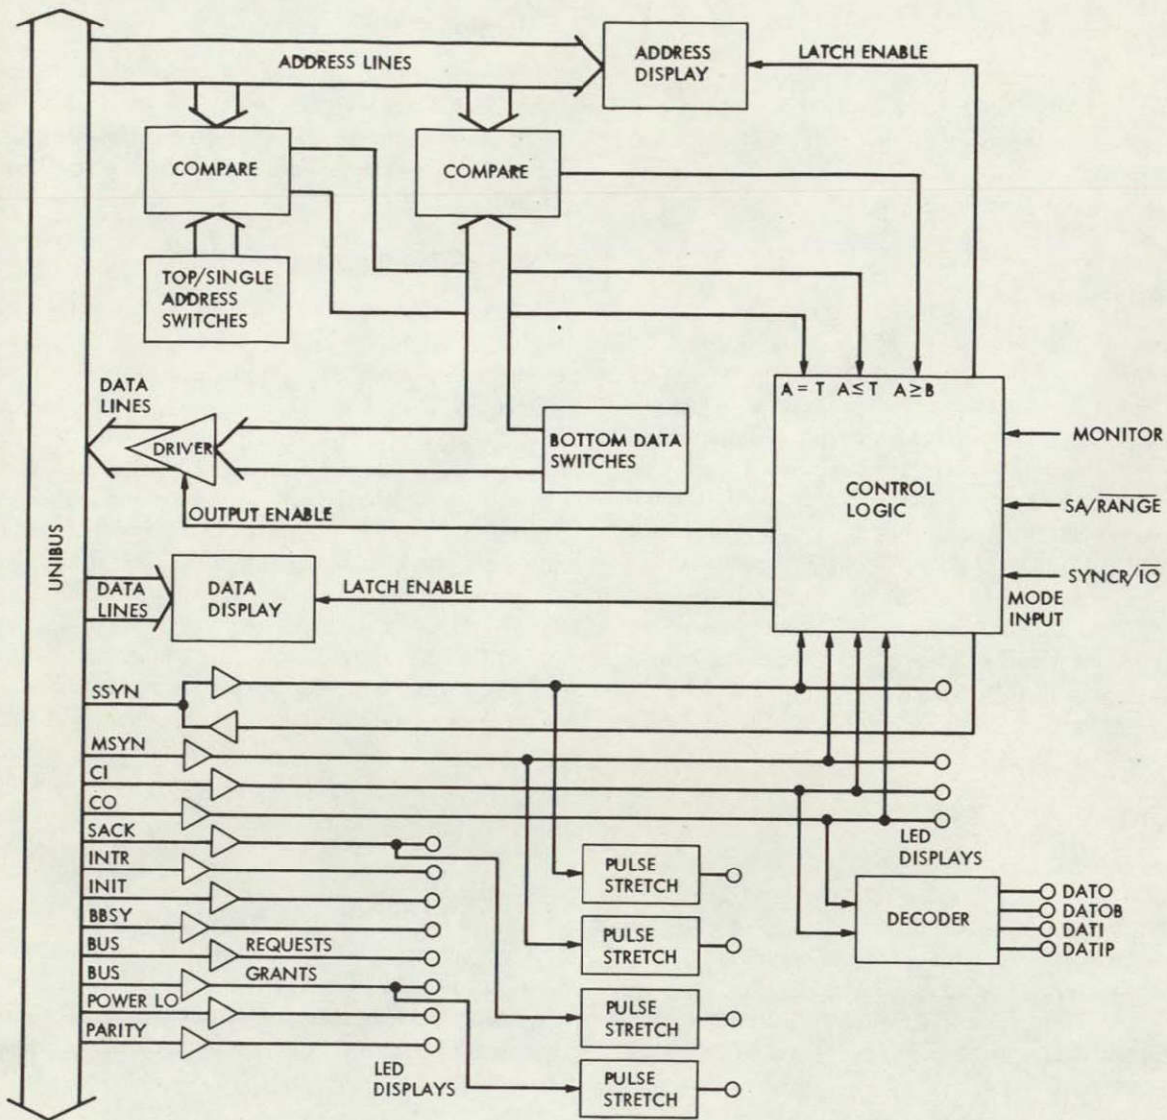 ADDRESS LINES
ADDRESS
DISPLAY
LATCH ENABLE
COMPARE
COMPARE
TOP/SINGLE
ADDRESS
SWITCHES
DATA
LINES
DRIVER
BOTTOM DATA
SWITCHES
A = T A≤T A≥B
CONTROL
LOGIC
MONITOR
SA/R̅A̅N̅G̅E̅
SYNCR/I̅O̅
MODE
INPUT
OUTPUT ENABLE
UNIBUS
DATA
LINES
DATA
DISPLAY
LATCH ENABLE
SSYN
MSYN
CI
CO
SACK
INTR
INIT
BBSY
BUS REQUESTS
BUS GRANTS
POWER LO
PARITY
LED
DISPLAYS
LED
DISPLAYS
PULSE
STRETCH
PULSE
STRETCH
PULSE
STRETCH
PULSE
STRETCH
DECODER
DATO
DATOB
DATI
DATIP